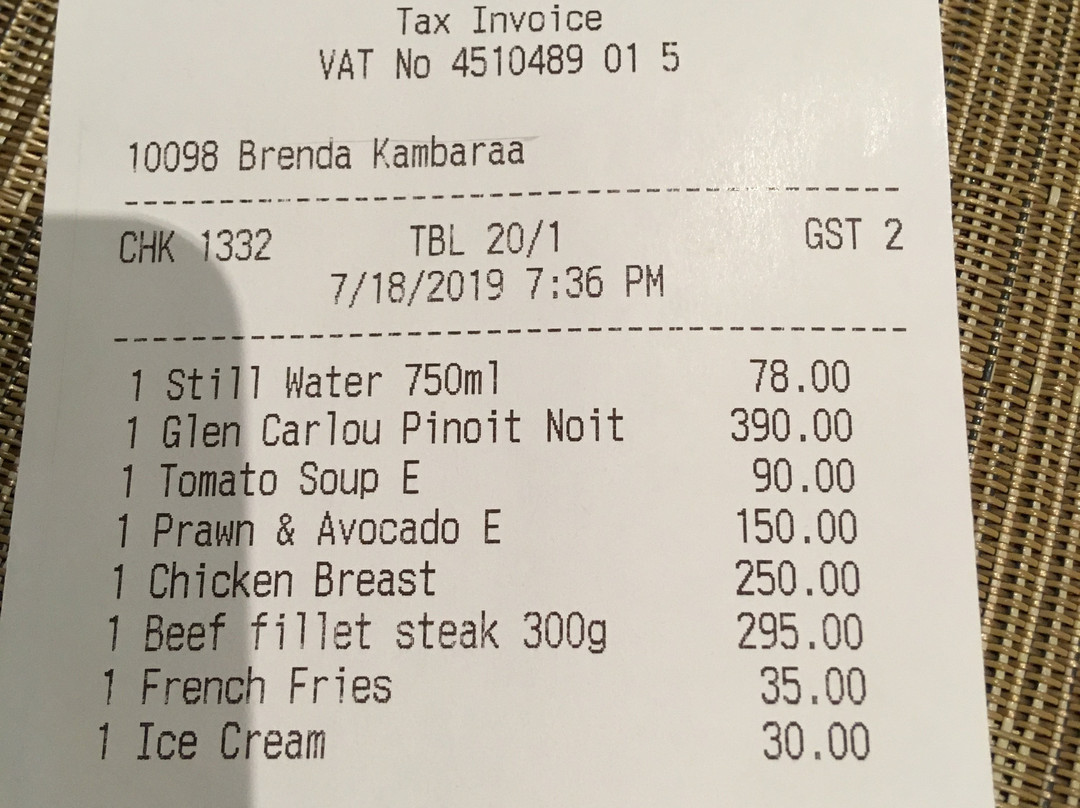 Tax Invoice
VAT No 4510489 01 5
10098 Brenda Kambaraa
CHK 1332 TBL 20/1 GST 2
7/18/2019 7:36 PM
1 Still Water 750ml 78.00
1 Glen Carlou Pinoit Noit 390.00
1 Tomato Soup E 90.00
1 Prawn & Avocado E 150.00
1 Chicken Breast 250.00
1 Beef fillet steak 300g 295.00
1 French Fries 35.00
1 Ice Cream 30.00